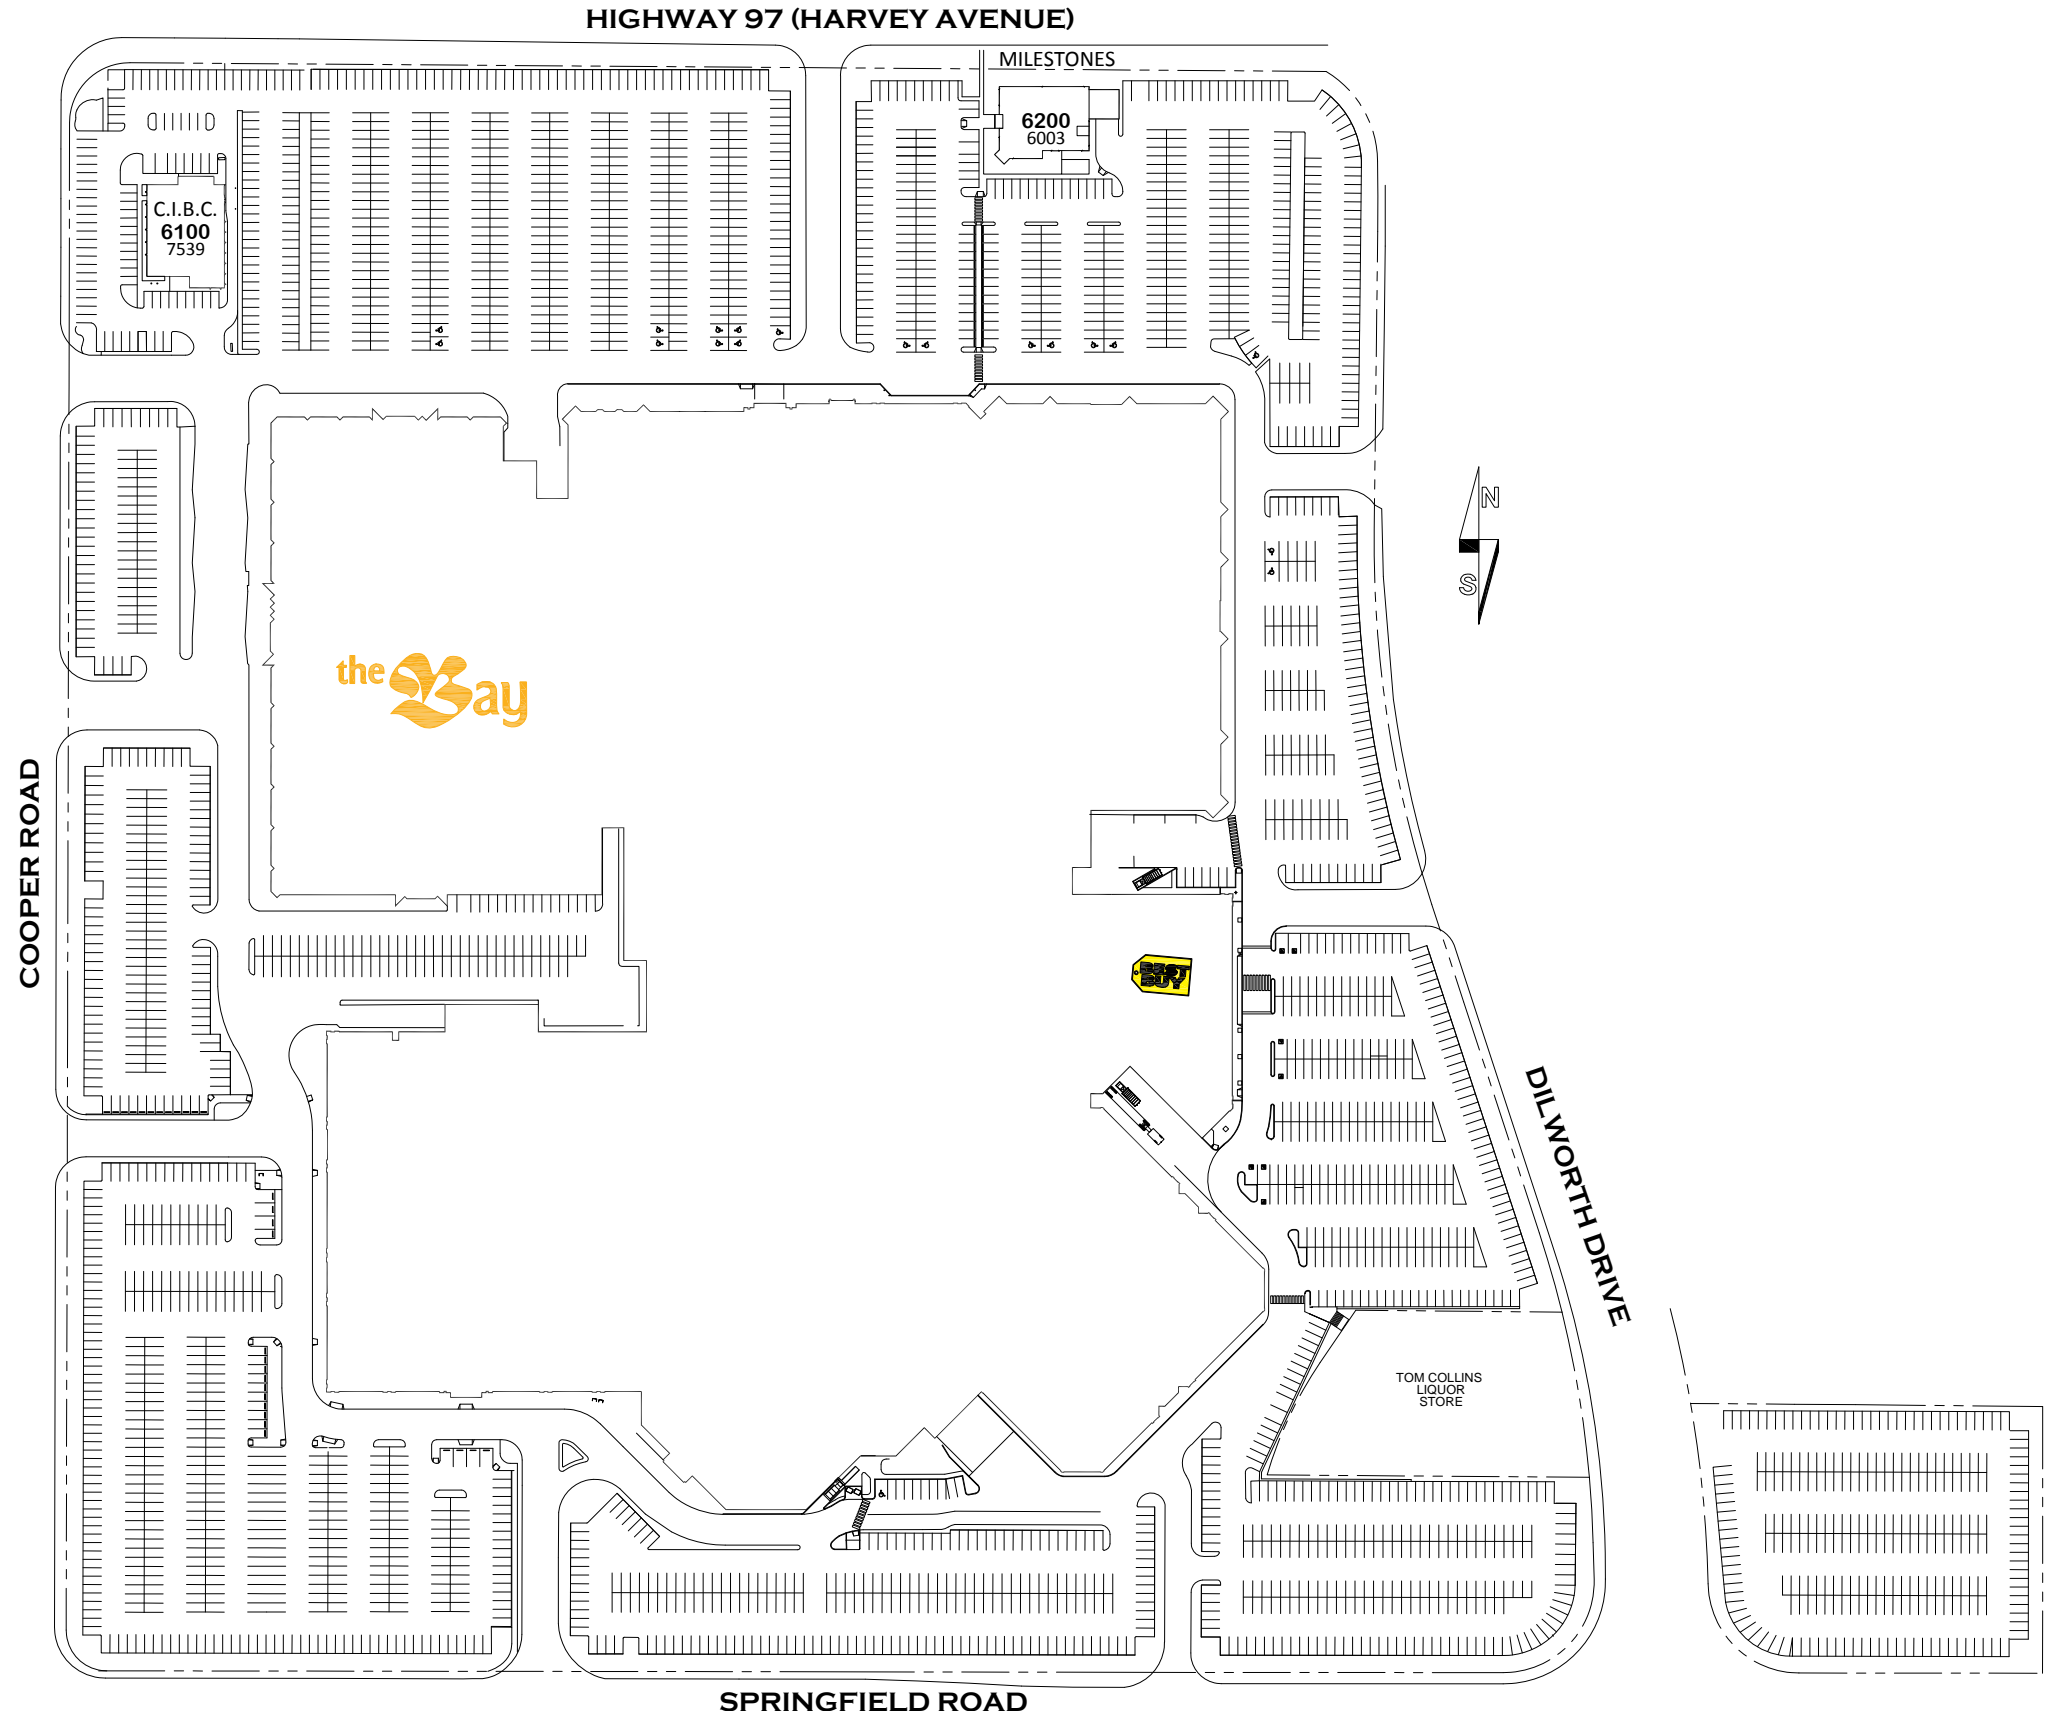 HIGHWAY 97 (HARVEY AVENUE)
MILESTONES
6200
6003
C.I.B.C.
6100
7539
N
S
the Bay
COOPER ROAD
BEST
BUY
DILWORTH DRIVE
TOM COLLINS
LIQUOR
STORE
SPRINGFIELD ROAD